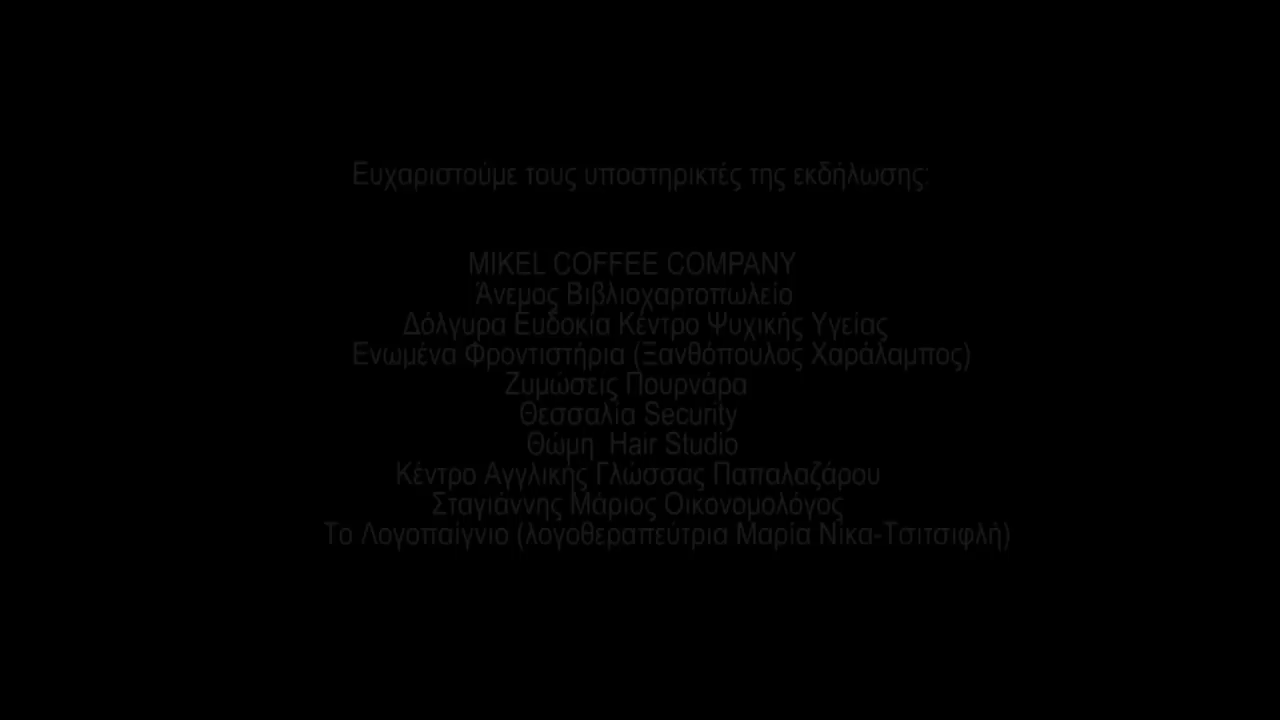 Ευχαριστούμε τους υποστηρικτές της εκδήλωσης:
MIKEL COFFEE COMPANY
Άνεμος Βιβλιοχαρτοπωλείο
Δόλγυρα Ευδοκία Κέντρο Ψυχικής Υγείας
Ενωμένα Φροντιστήρια (Ξανθόπουλος Χαράλαμπος)
Ζυμώσεις Πουρνάρα
Θεσσαλία Security
Θώμη Hair Studio
Κέντρο Αγγλικής Γλώσσας Παπαλαζάρου
Σταγιάννης Μάριος Οικονομολόγος
Το Λογοπαίγνιο (λογοθεραπεύτρια Μαρία Νίκα-Τσιτσιφλή)